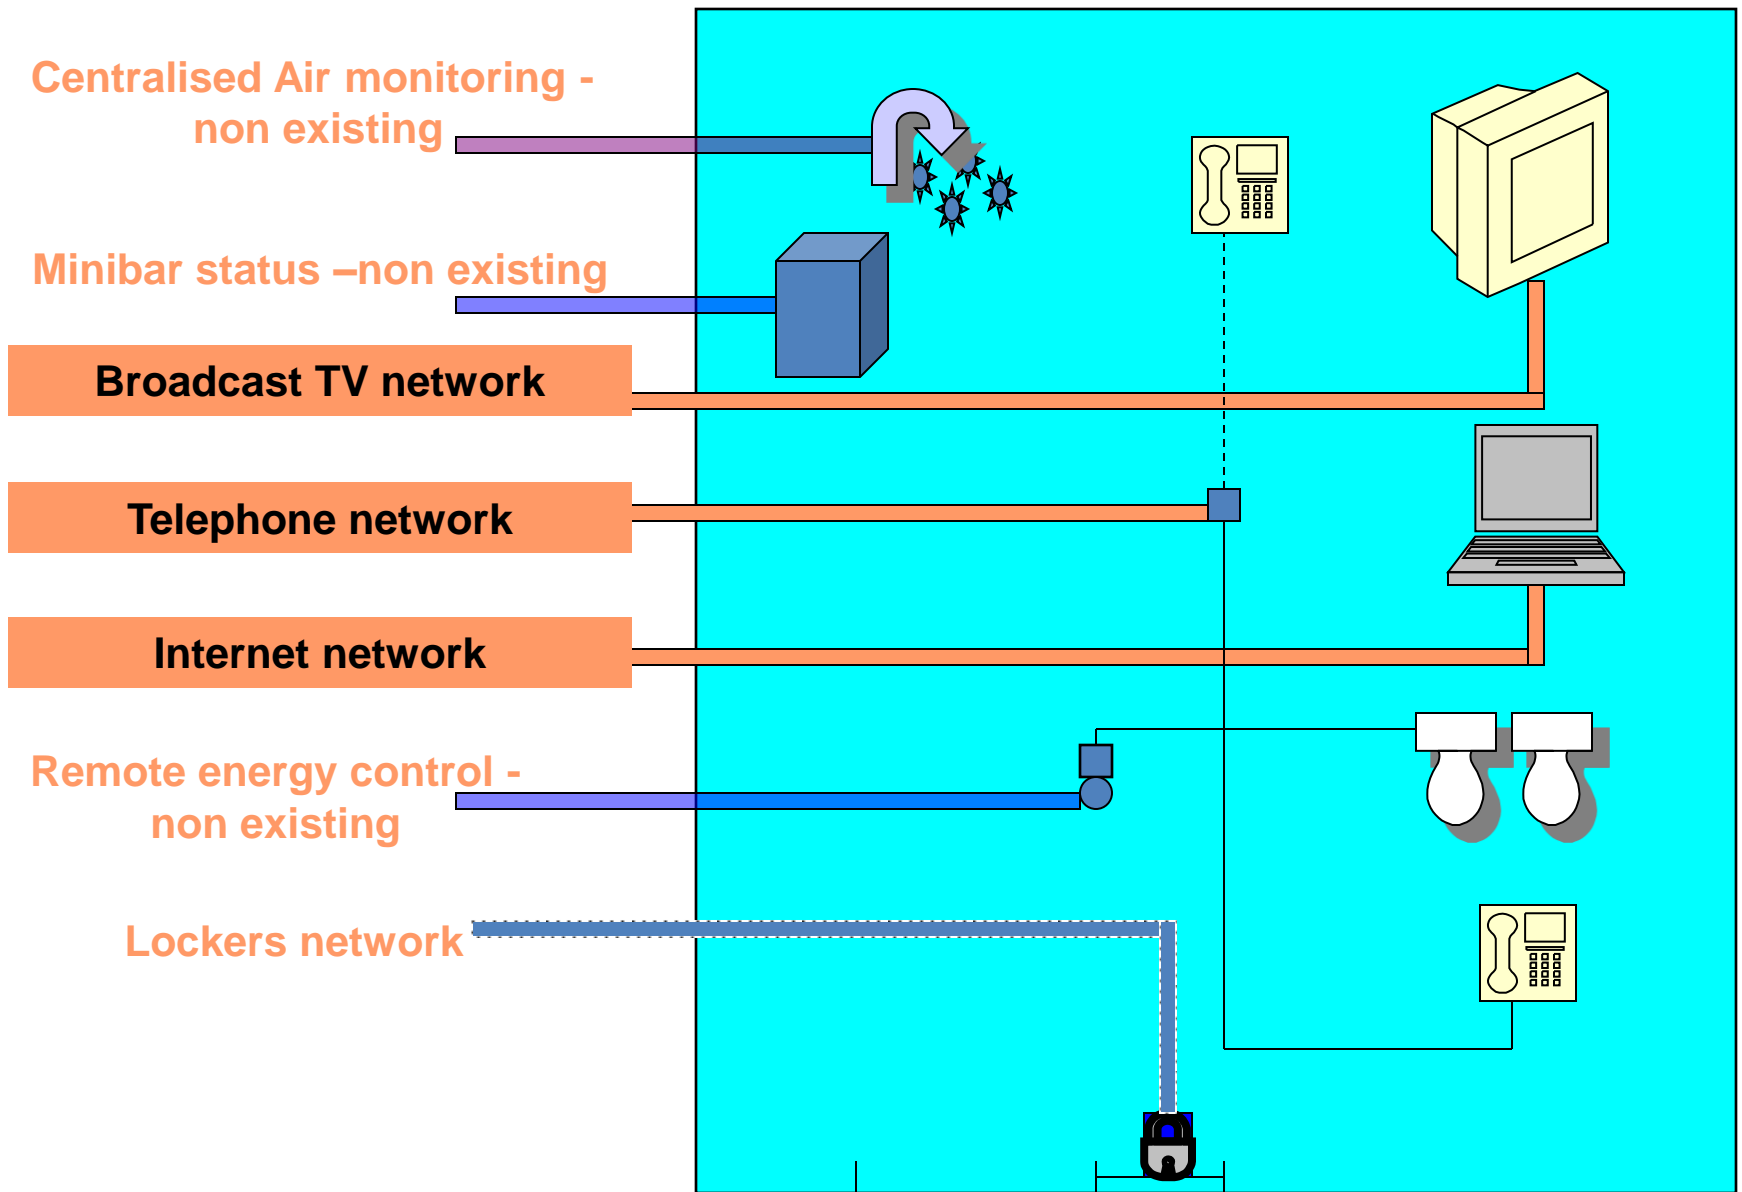 Centralised Air monitoring -
non existing
Minibar status –non existing
Broadcast TV network
Telephone network
Internet network
Remote energy control -
non existing
Lockers network